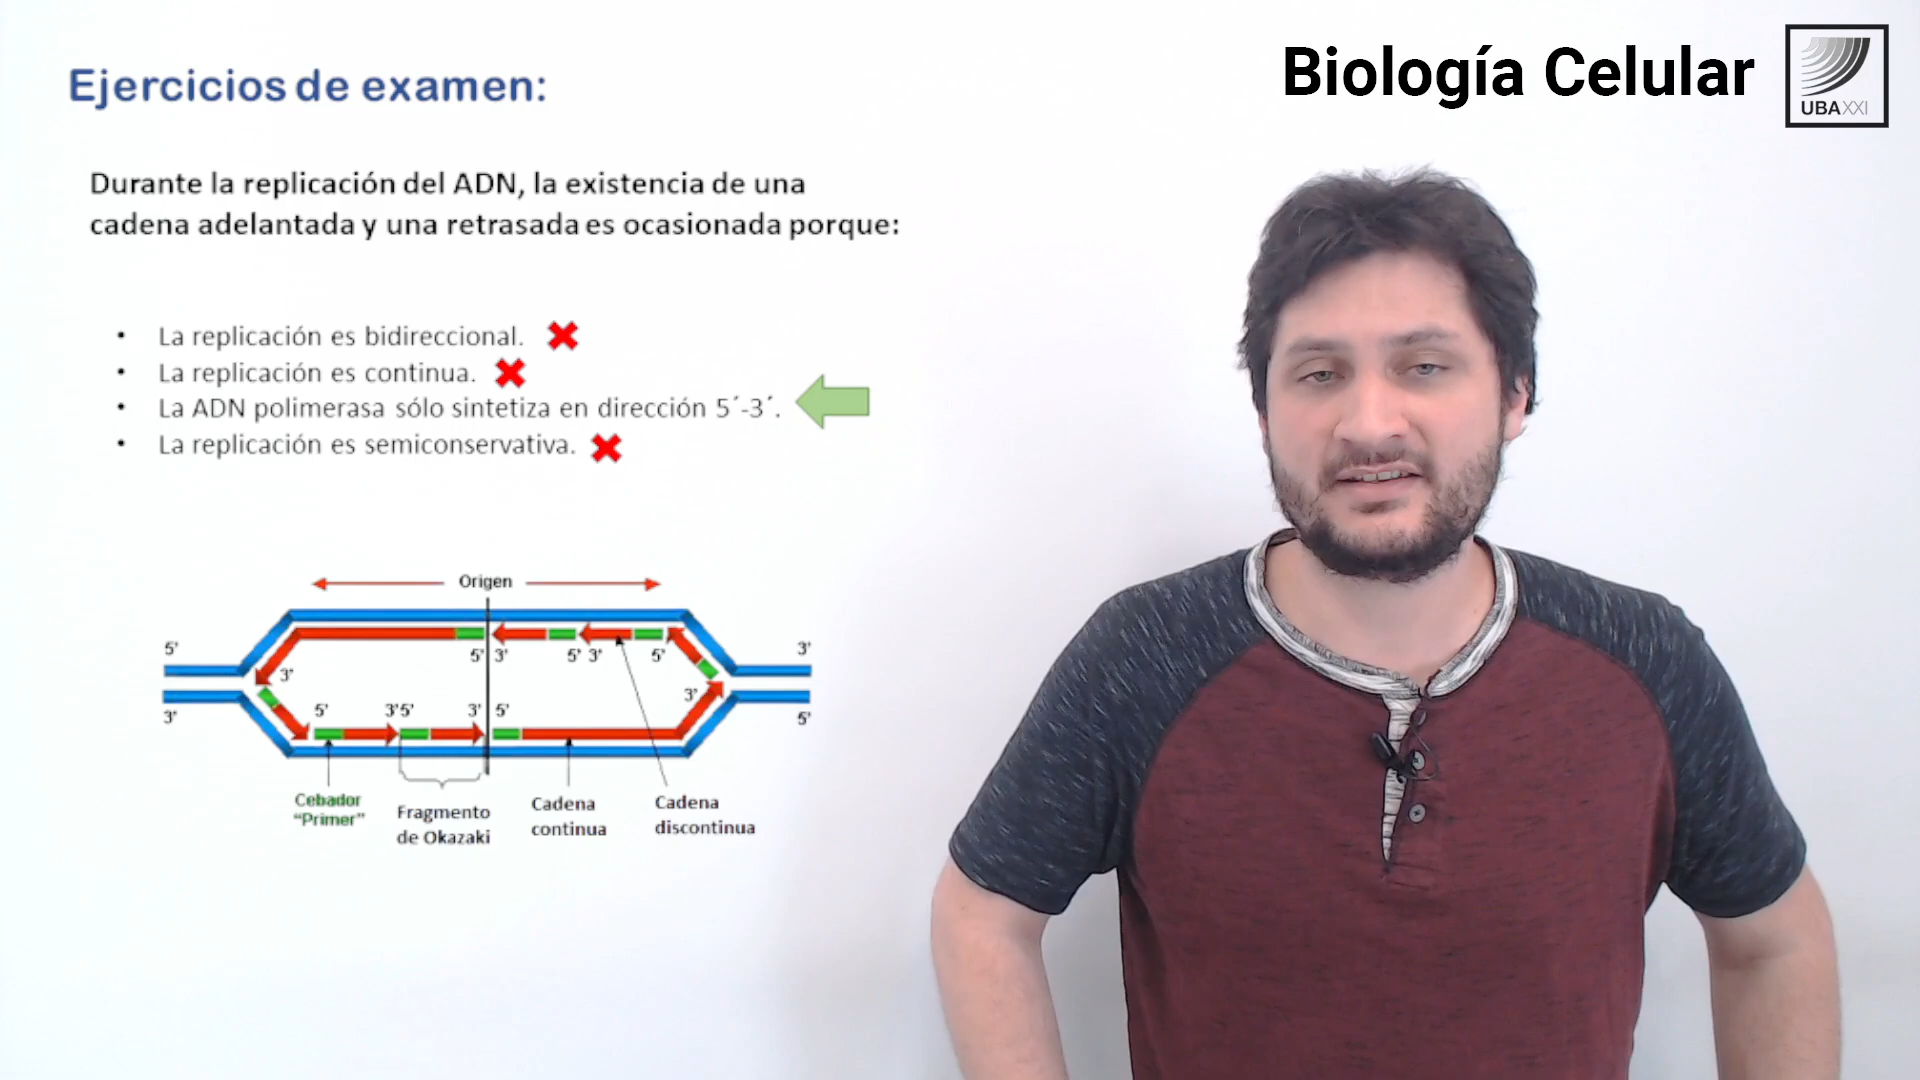 Ejercicios de examen:
Biología Celular
UBAXXI
Durante la replicación del ADN, la existencia de una
cadena adelantada y una retrasada es ocasionada porque:
• La replicación es bidireccional.
• La replicación es continua.
• La ADN polimerasa sólo sintetiza en dirección 5´-3´.
• La replicación es semiconservativa.
Origen
5' 3'
5' 3' 5' 3' 5'
3' 3'
3' 5'
5' 3' 5' 3' 5'
Cebador
"Primer"
Fragmento
de Okazaki
Cadena
continua
Cadena
discontinua